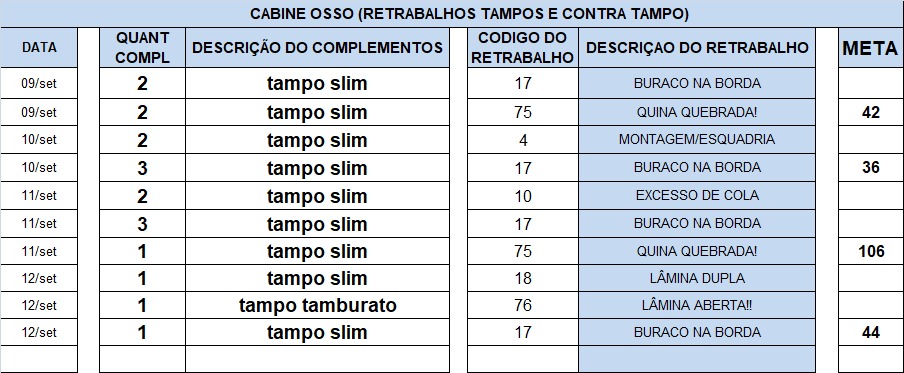 CABINE OSSO (RETRABALHOS TAMPOS E CONTRA TAMPO)
DATA QUANT COMPL DESCRIÇÃO DO COMPLEMENTOS CODIGO DO RETRABALHO DESCRIÇAO DO RETRABALHO META
09/set 2 tampo slim 17 BURACO NA BORDA
09/set 2 tampo slim 75 QUINA QUEBRADA! 42
10/set 2 tampo slim 4 MONTAGEM/ESQUADRIA
10/set 3 tampo slim 17 BURACO NA BORDA 36
11/set 2 tampo slim 10 EXCESSO DE COLA
11/set 3 tampo slim 17 BURACO NA BORDA
11/set 1 tampo slim 75 QUINA QUEBRADA! 106
12/set 1 tampo slim 18 LÂMINA DUPLA
12/set 1 tampo tamburato 76 LÂMINA ABERTA!!
12/set 1 tampo slim 17 BURACO NA BORDA 44